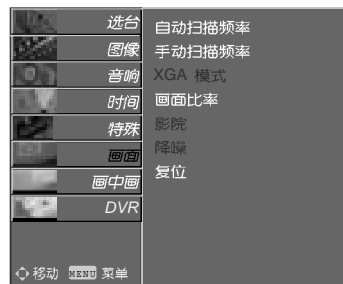 选台
图像
音响
时间
特殊
画面
画中画
DVR
移动 MENU 菜单
自动扫描频率
手动扫描频率
XGA 模式
画面比率
影院
降噪
复位